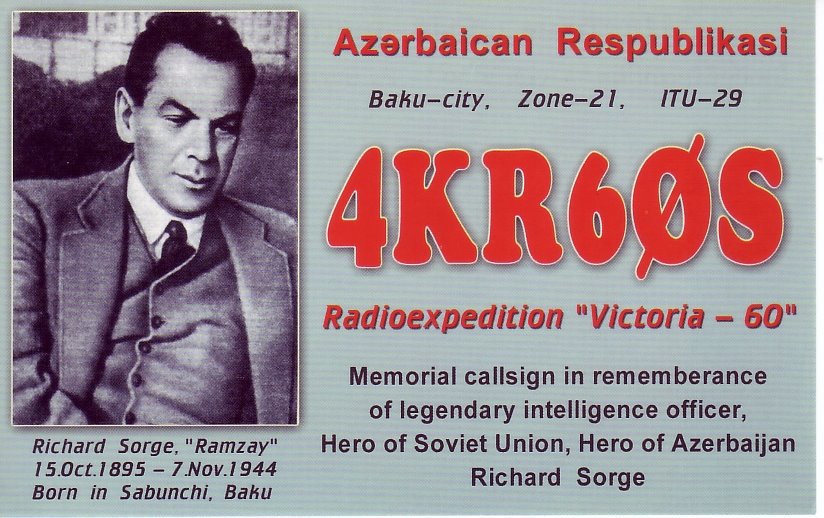 Azərbaican Respublikasi
Baku-city, Zone-21, ITU-29
4KR6ØS
Radioexpedition "Victoria - 60"
Memorial callsign in rememberance
of legendary intelligence officer,
Hero of Soviet Union, Hero of Azerbaijan
Richard Sorge
Richard Sorge, "Ramzay"
15.Oct.1895 - 7.Nov.1944
Born in Sabunchi, Baku